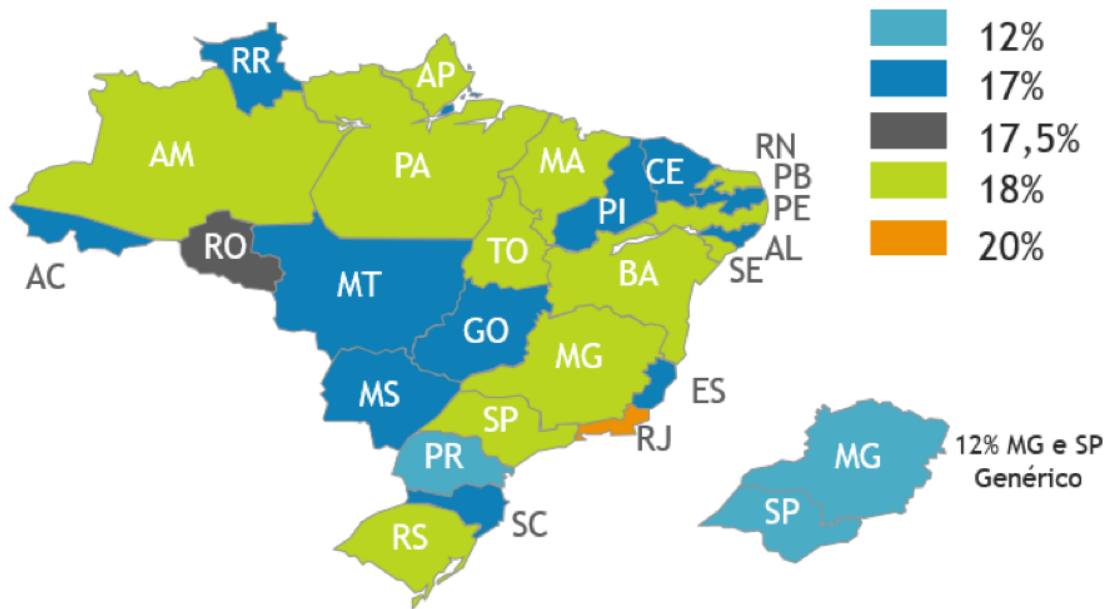 12%
17%
17,5%
18%
20%
RR
AP
AM
PA
MA
CE
RN
PB
PE
PI
AL
SE
AC
RO
TO
BA
MT
GO
MG
MS
ES
SP
RJ
PR
SC
RS
MG
SP
12% MG e SP
Genérico